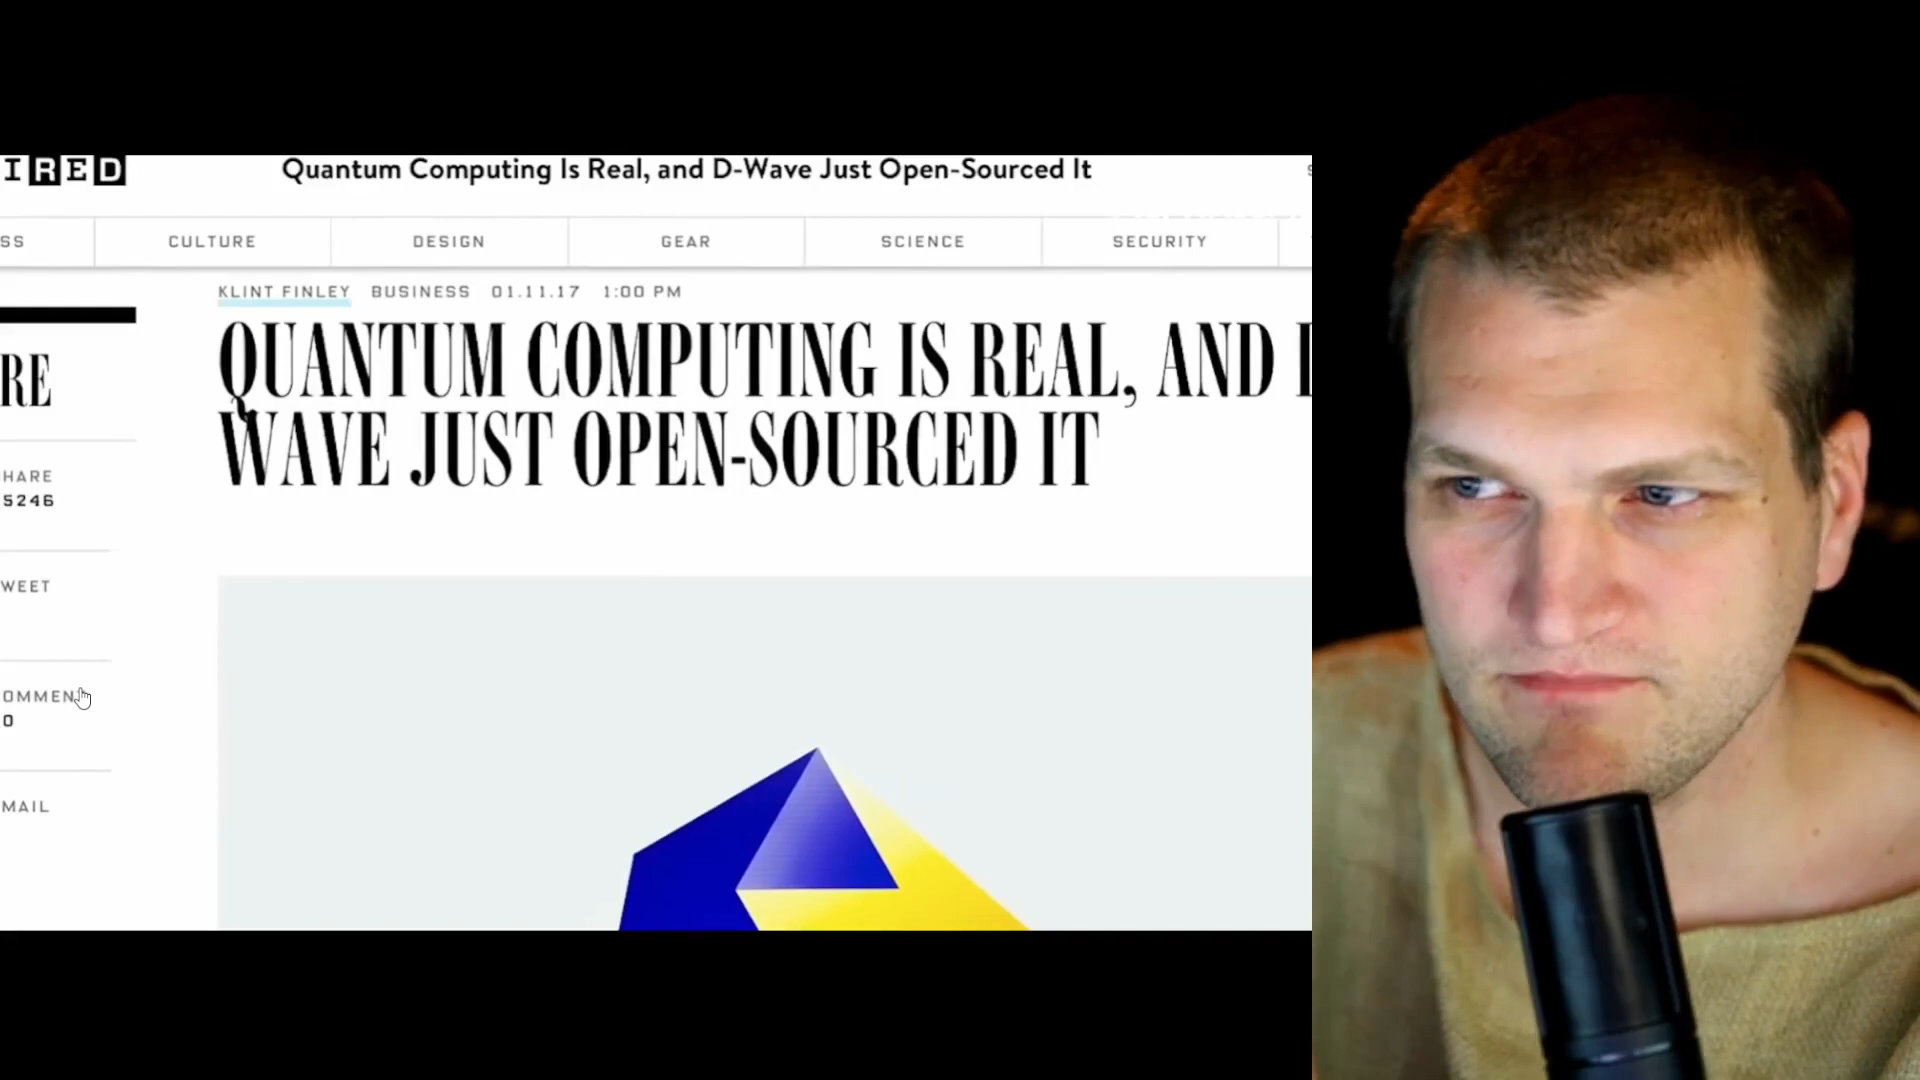 IRED
Quantum Computing Is Real, and D-Wave Just Open-Sourced It
SS
CULTURE
DESIGN
GEAR
SCIENCE
SECURITY
KLINT FINLEY BUSINESS 01.11.17 1:00 PM
QUANTUM COMPUTING IS REAL, AND
WAVE JUST OPEN-SOURCED IT
RE
HARE
5246
WEET
OMMEN
0
MAIL